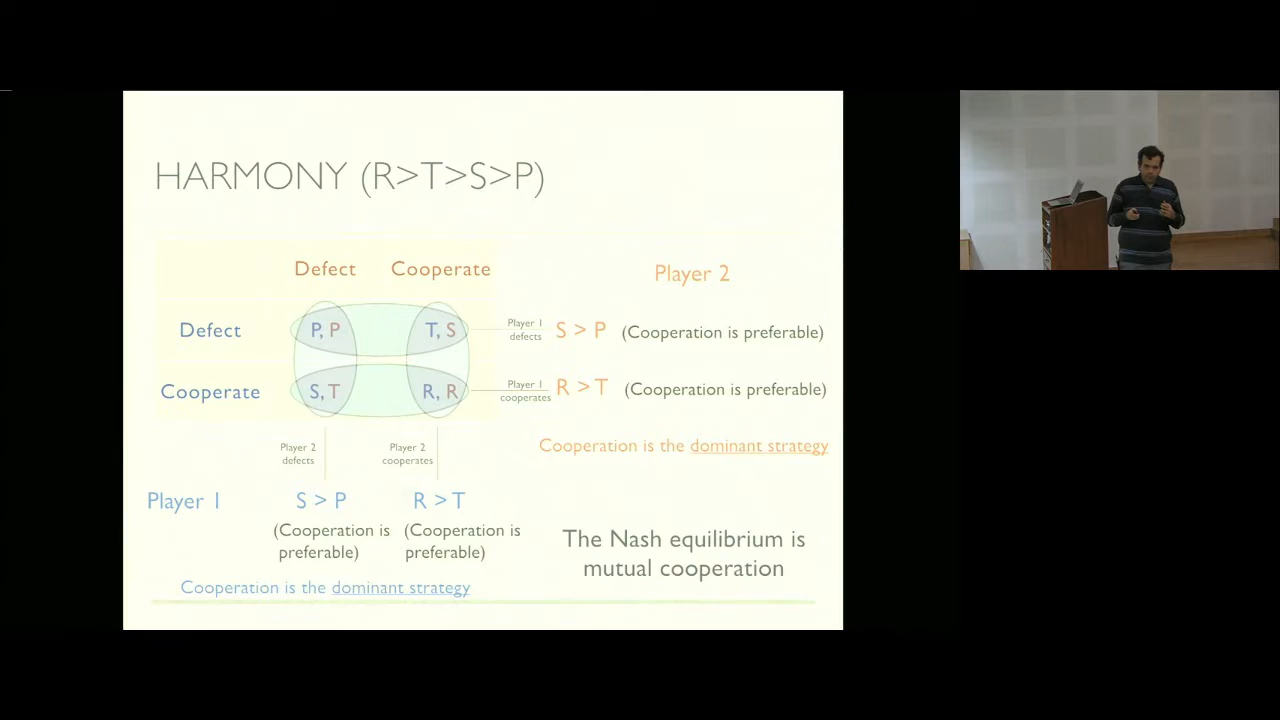 HARMONY (R>T>S>P)
Defect Cooperate Player 2
Defect P, P T, S Player 1 defects S > P (Cooperation is preferable)
Cooperate S, T R, R Player 1 cooperates R > T (Cooperation is preferable)
Cooperation is the dominant strategy
Player 2 defects Player 2 cooperates
Player 1 S > P R > T
(Cooperation is preferable) (Cooperation is preferable)
The Nash equilibrium is
mutual cooperation
Cooperation is the dominant strategy